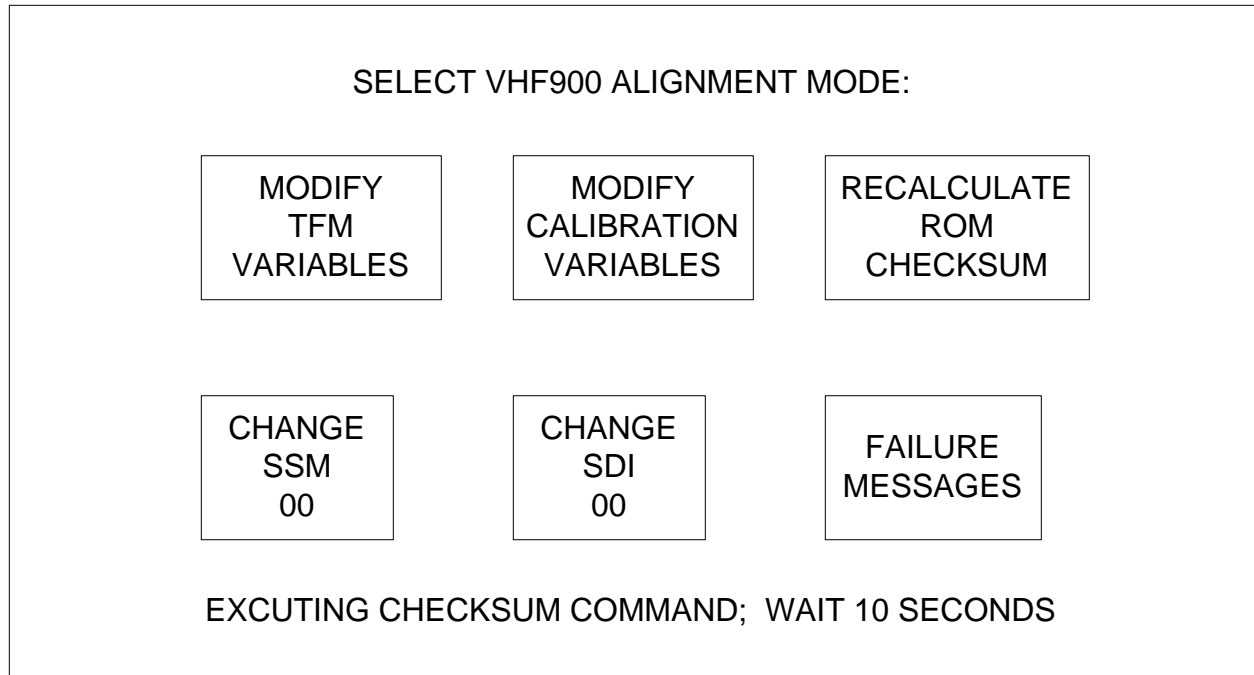 SELECT VHF900 ALIGNMENT MODE:
MODIFY
TFM
VARIABLES
MODIFY
CALIBRATION
VARIABLES
RECALCULATE
ROM
CHECKSUM
CHANGE
SSM
00
CHANGE
SDI
00
FAILURE
MESSAGES
EXCUTING CHECKSUM COMMAND;  WAIT 10 SECONDS